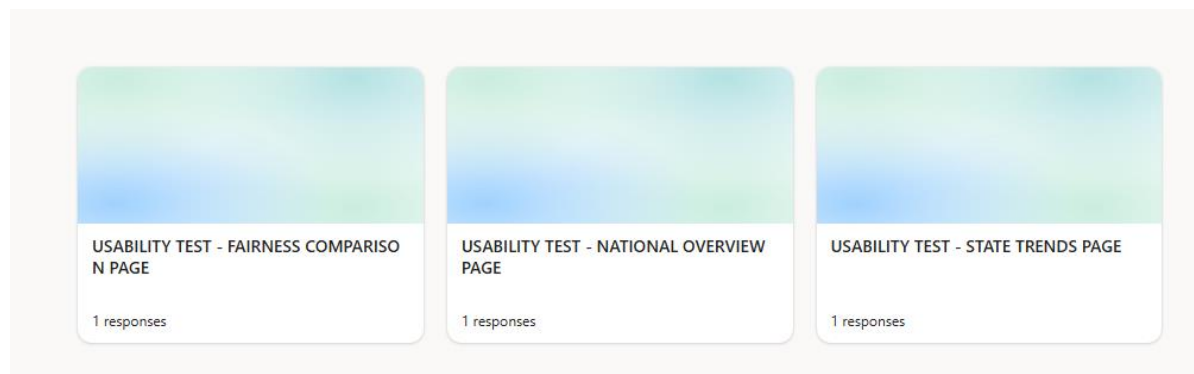 USABILITY TEST - FAIRNESS COMPARISO
N PAGE
1 responses
USABILITY TEST - NATIONAL OVERVIEW
PAGE
1 responses
USABILITY TEST - STATE TRENDS PAGE
1 responses